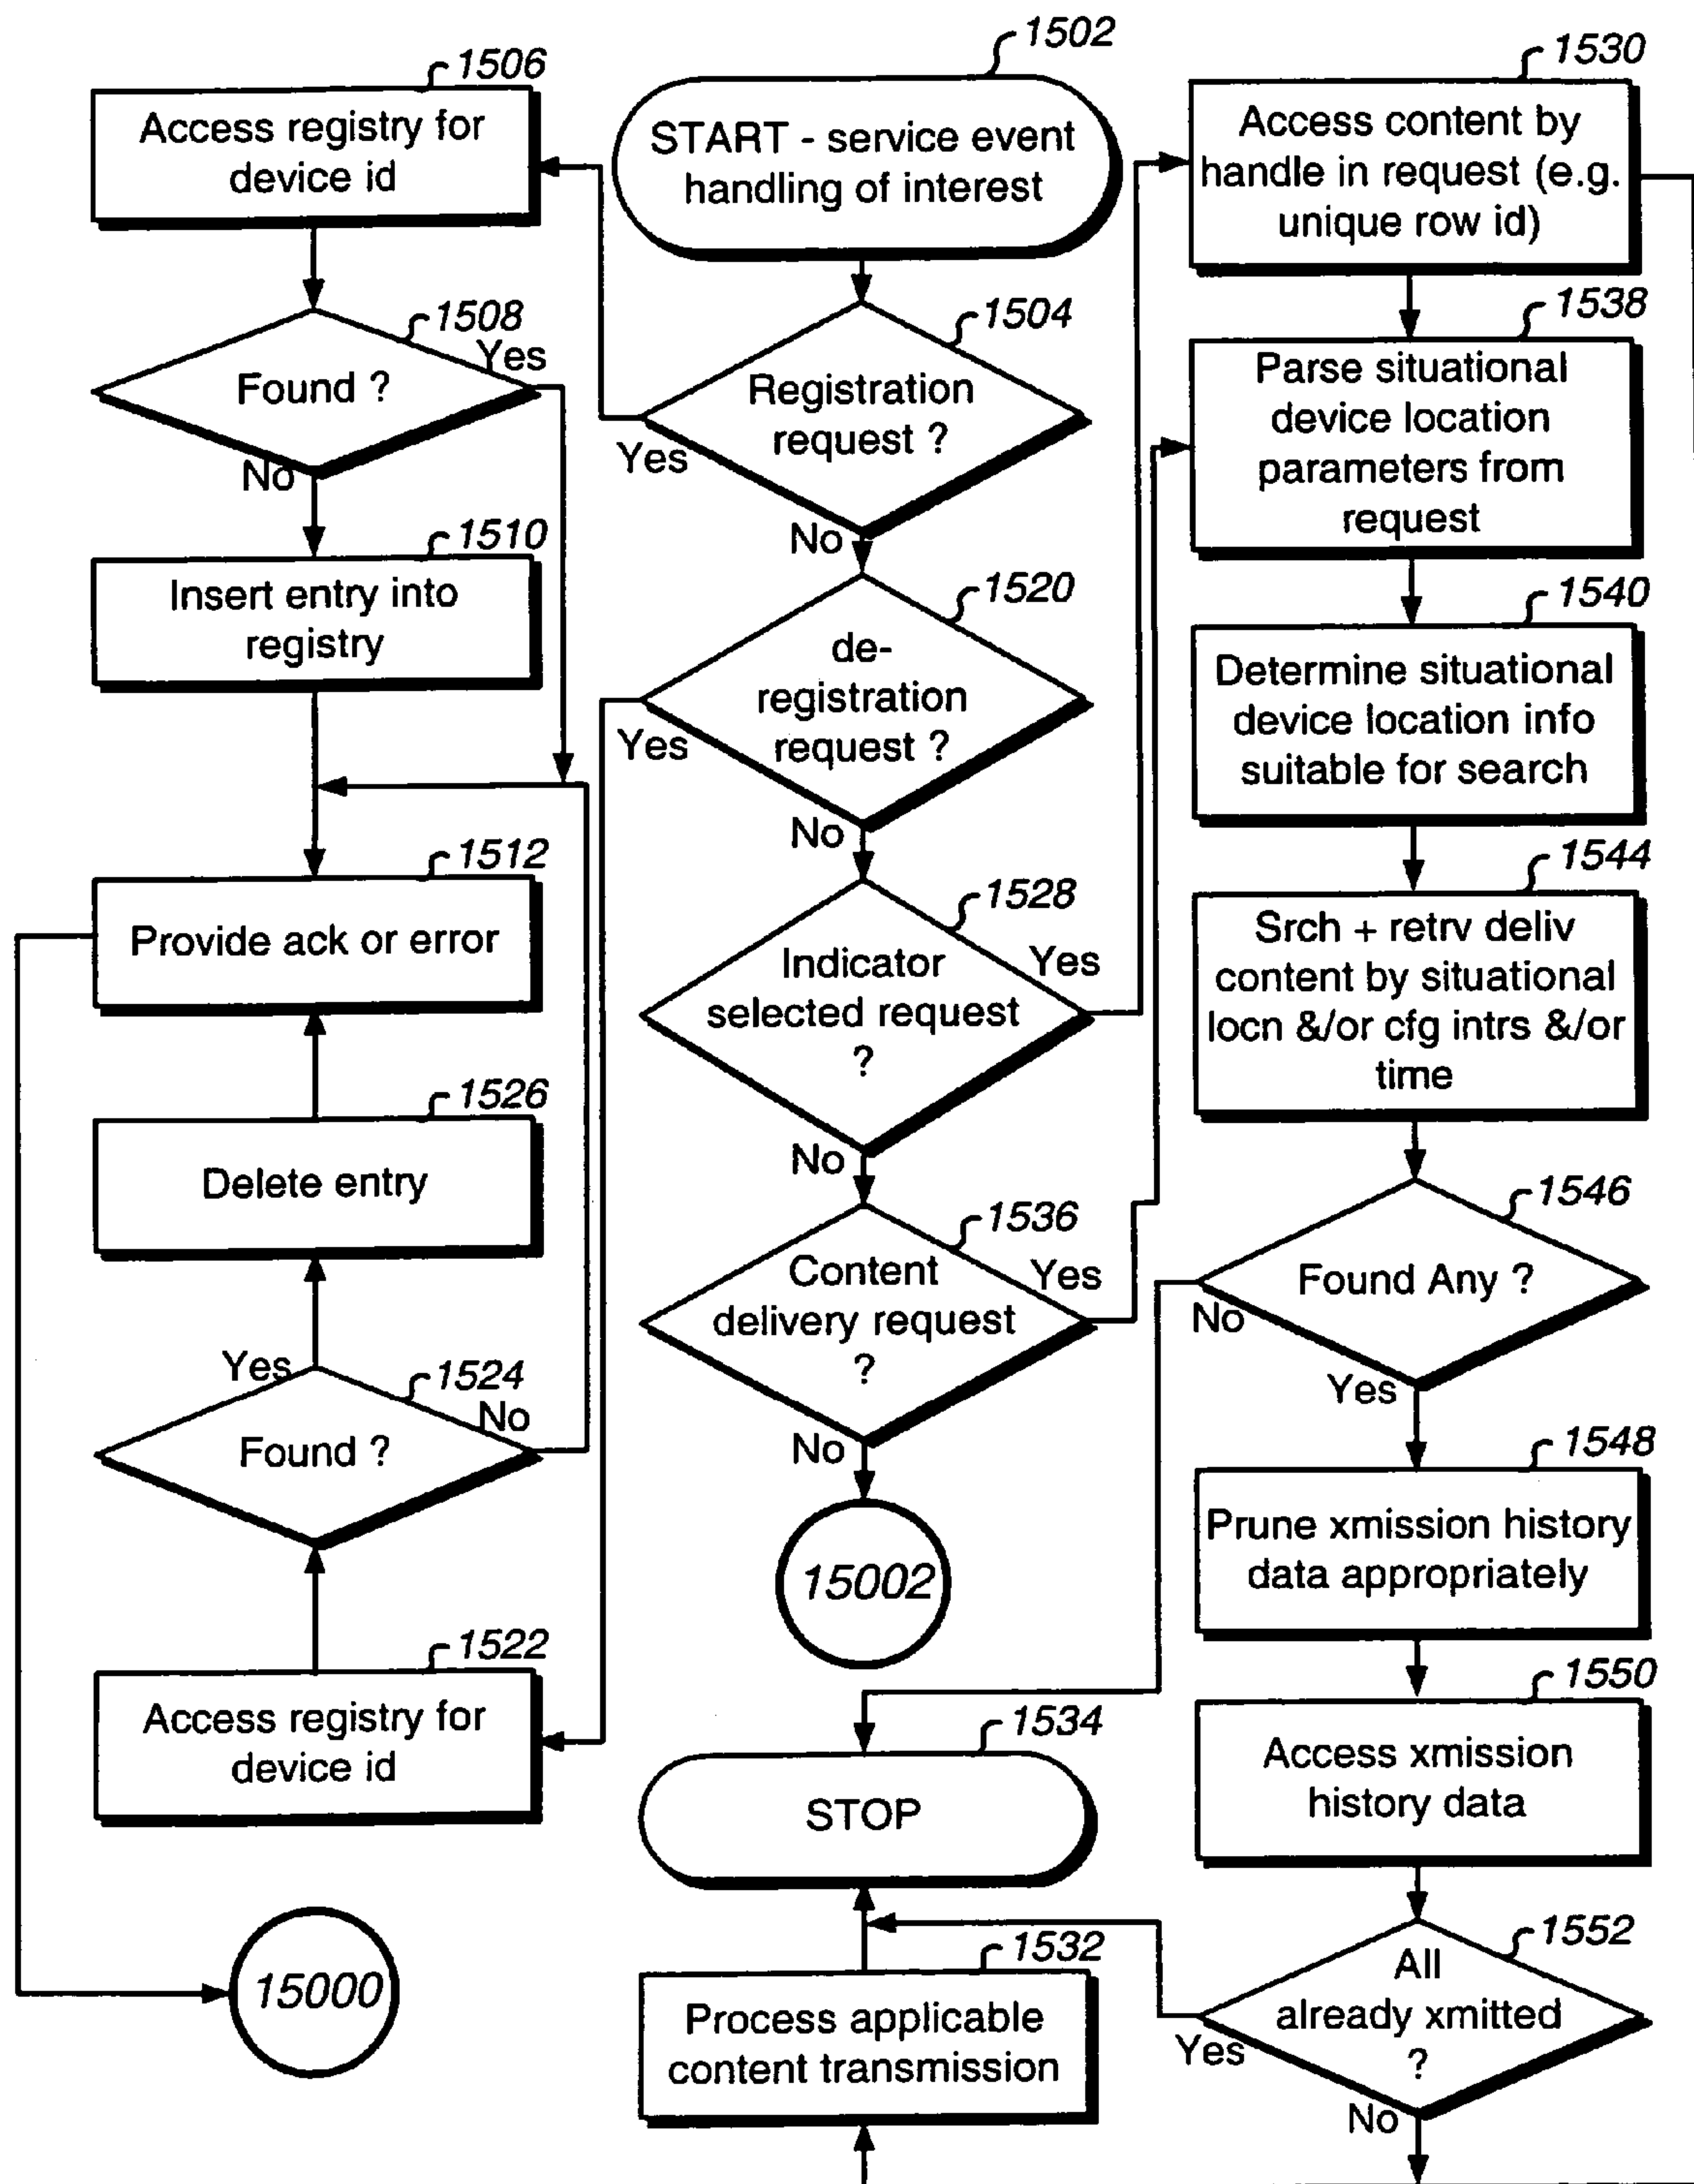 1502
START - service event
handling of interest
1504
Registration
request ?
Yes
No
1506
Access registry for
device id
1508
Found ?
Yes
No
1510
Insert entry into
registry
1512
Provide ack or error
1526
Delete entry
Yes
1524
No
Found ?
1522
Access registry for
device id
15000
1520
de-
registration
request ?
Yes
No
1528
Indicator
selected request
?
Yes
No
1536
Content
delivery request
?
Yes
No
15002
1534
STOP
1532
Process applicable
content transmission
1530
Access content by
handle in request (e.g.
unique row id)
1538
Parse situational
device location
parameters from
request
1540
Determine situational
device location info
suitable for search
1544
Srch + retrv deliv
content by situational
locn &/or cfg intrs &/or
time
1546
Found Any ?
No
Yes
1548
Prune xmission history
data appropriately
1550
Access xmission
history data
1552
All
already xmitted
?
Yes
No